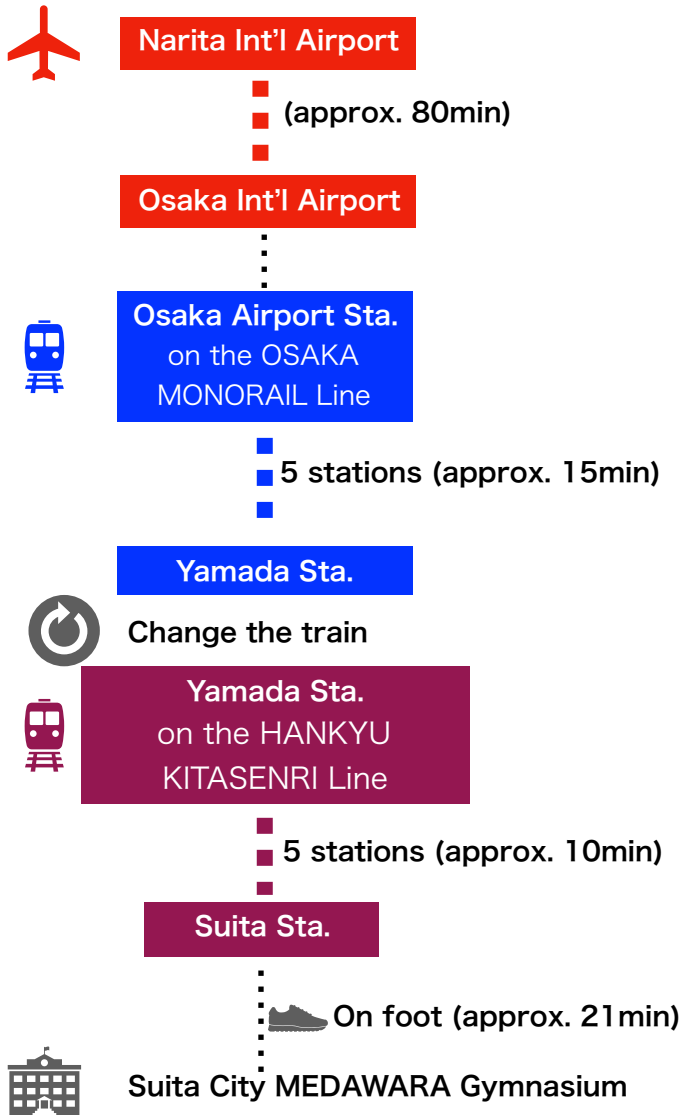 Narita Int’l Airport
(approx. 80min)
Osaka Int’l Airport
Osaka Airport Sta.
on the OSAKA
MONORAIL Line
5 stations (approx. 15min)
Yamada Sta.
Change the train
Yamada Sta.
on the HANKYU
KITASENRI Line
5 stations (approx. 10min)
Suita Sta.
On foot (approx. 21min)
Suita City MEDAWARA Gymnasium